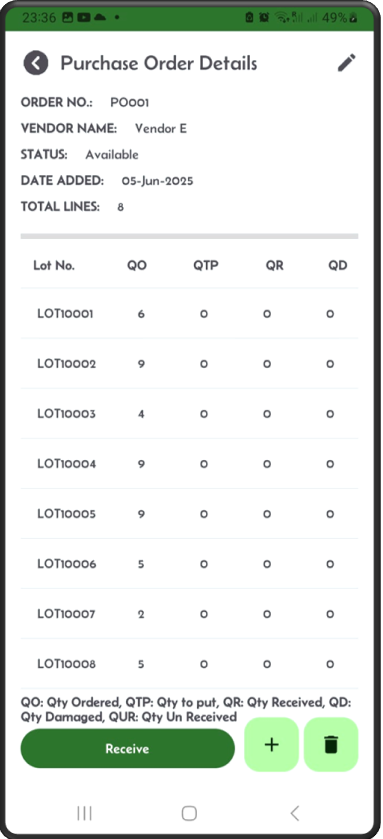 23:36 49%
Purchase Order Details
ORDER NO.: PO001
VENDOR NAME: Vendor E
STATUS: Available
DATE ADDED: 05-Jun-2025
TOTAL LINES: 8
Lot No. QO QTP QR QD
LOT10001 6 0 0 0
LOT10002 9 0 0 0
LOT10003 4 0 0 0
LOT10004 9 0 0 0
LOT10005 9 0 0 0
LOT10006 5 0 0 0
LOT10007 2 0 0 0
LOT10008 5 0 0 0
QO: Qty Ordered, QTP: Qty to put, QR: Qty Received, QD:
Qty Damaged, QUR: Qty Un Received
Receive +